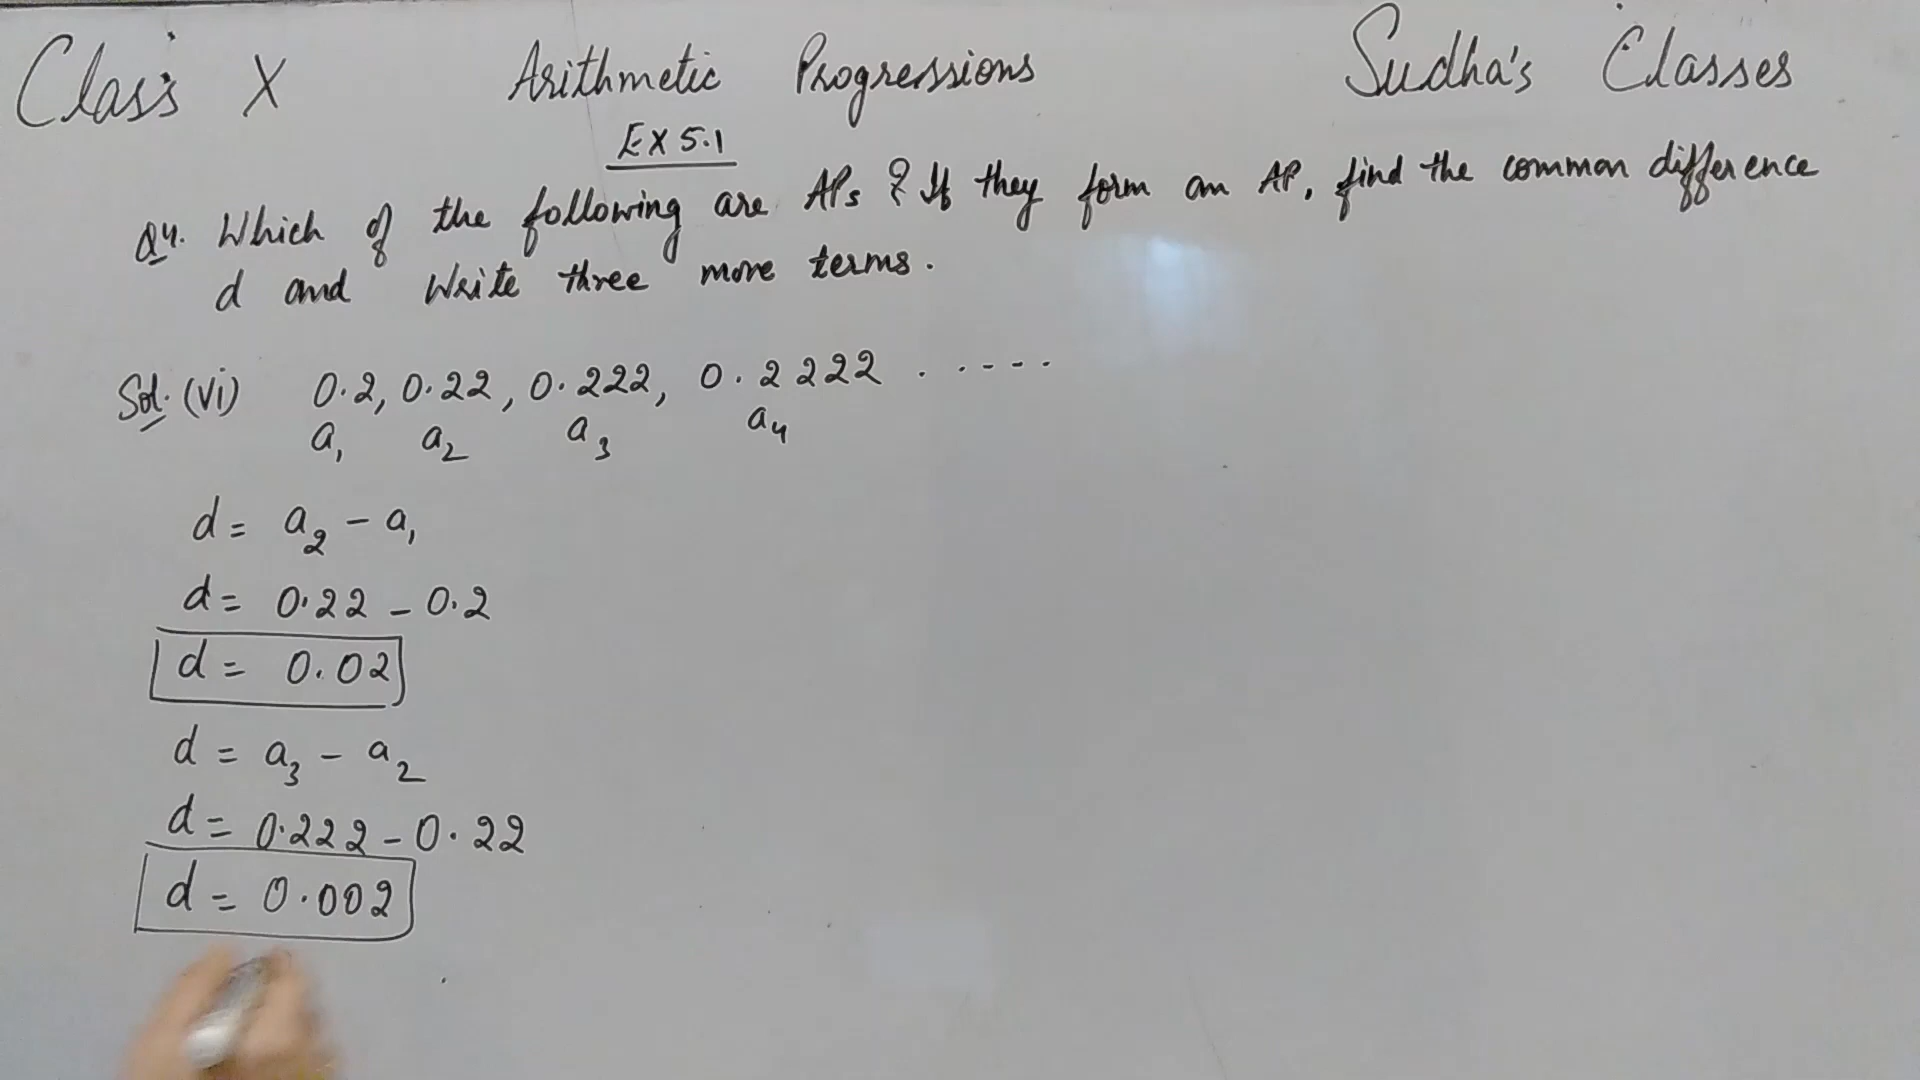 Class X Arithmetic Progressions Sudha's Classes
EX 5.1
Q4. Which of the following are APs ? If they form an AP, find the common difference
d and Write three more terms.
Sol. (vi) 0.2, 0.22, 0.222, 0.2222 . .....
a₁ a₂ a₃ a₄
d = a₂ - a₁
d = 0.22 - 0.2
d = 0.02
d = a₃ - a₂
d = 0.222 - 0.22
d = 0.002